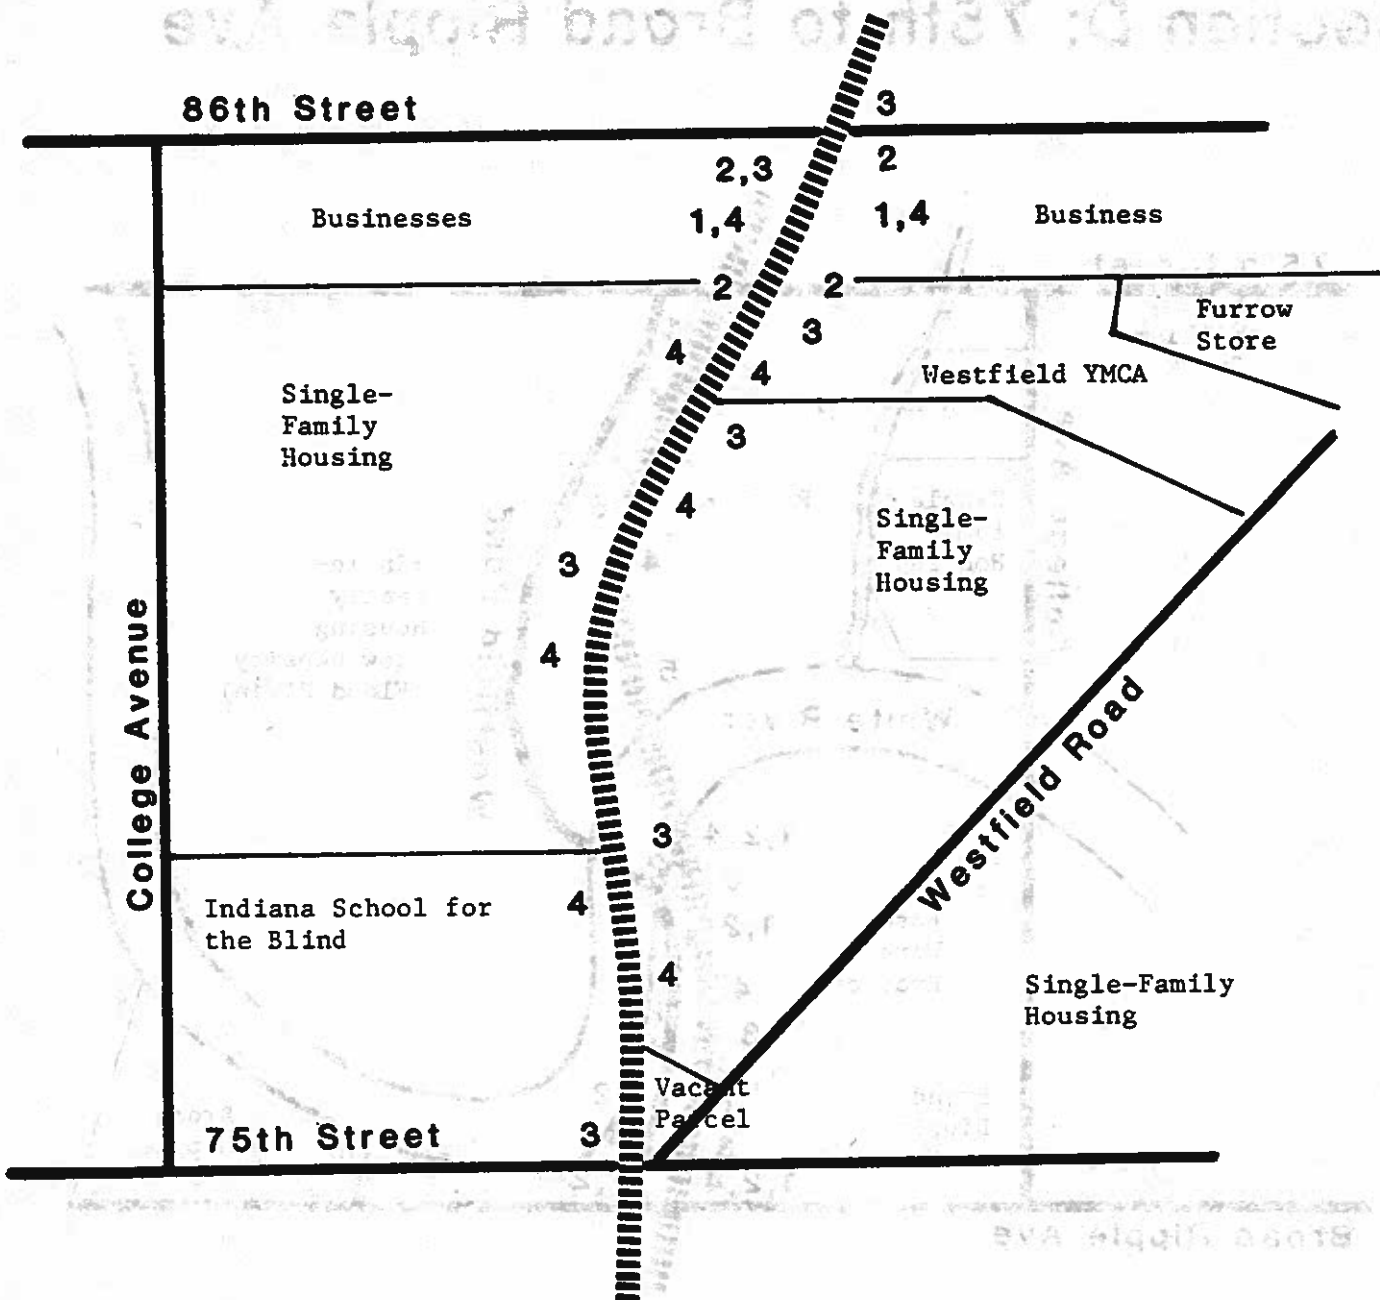 86th Street
3
2,3
2
Businesses
1,4
1,4
Business
2
2
Furrow
Store
3
4
4
Westfield YMCA
Single-
Family
Housing
3
4
Single-
Family
Housing
3
4
College Avenue
Westfield Road
3
Indiana School for
the Blind
4
4
Single-Family
Housing
Vacant
Parcel
75th Street
3